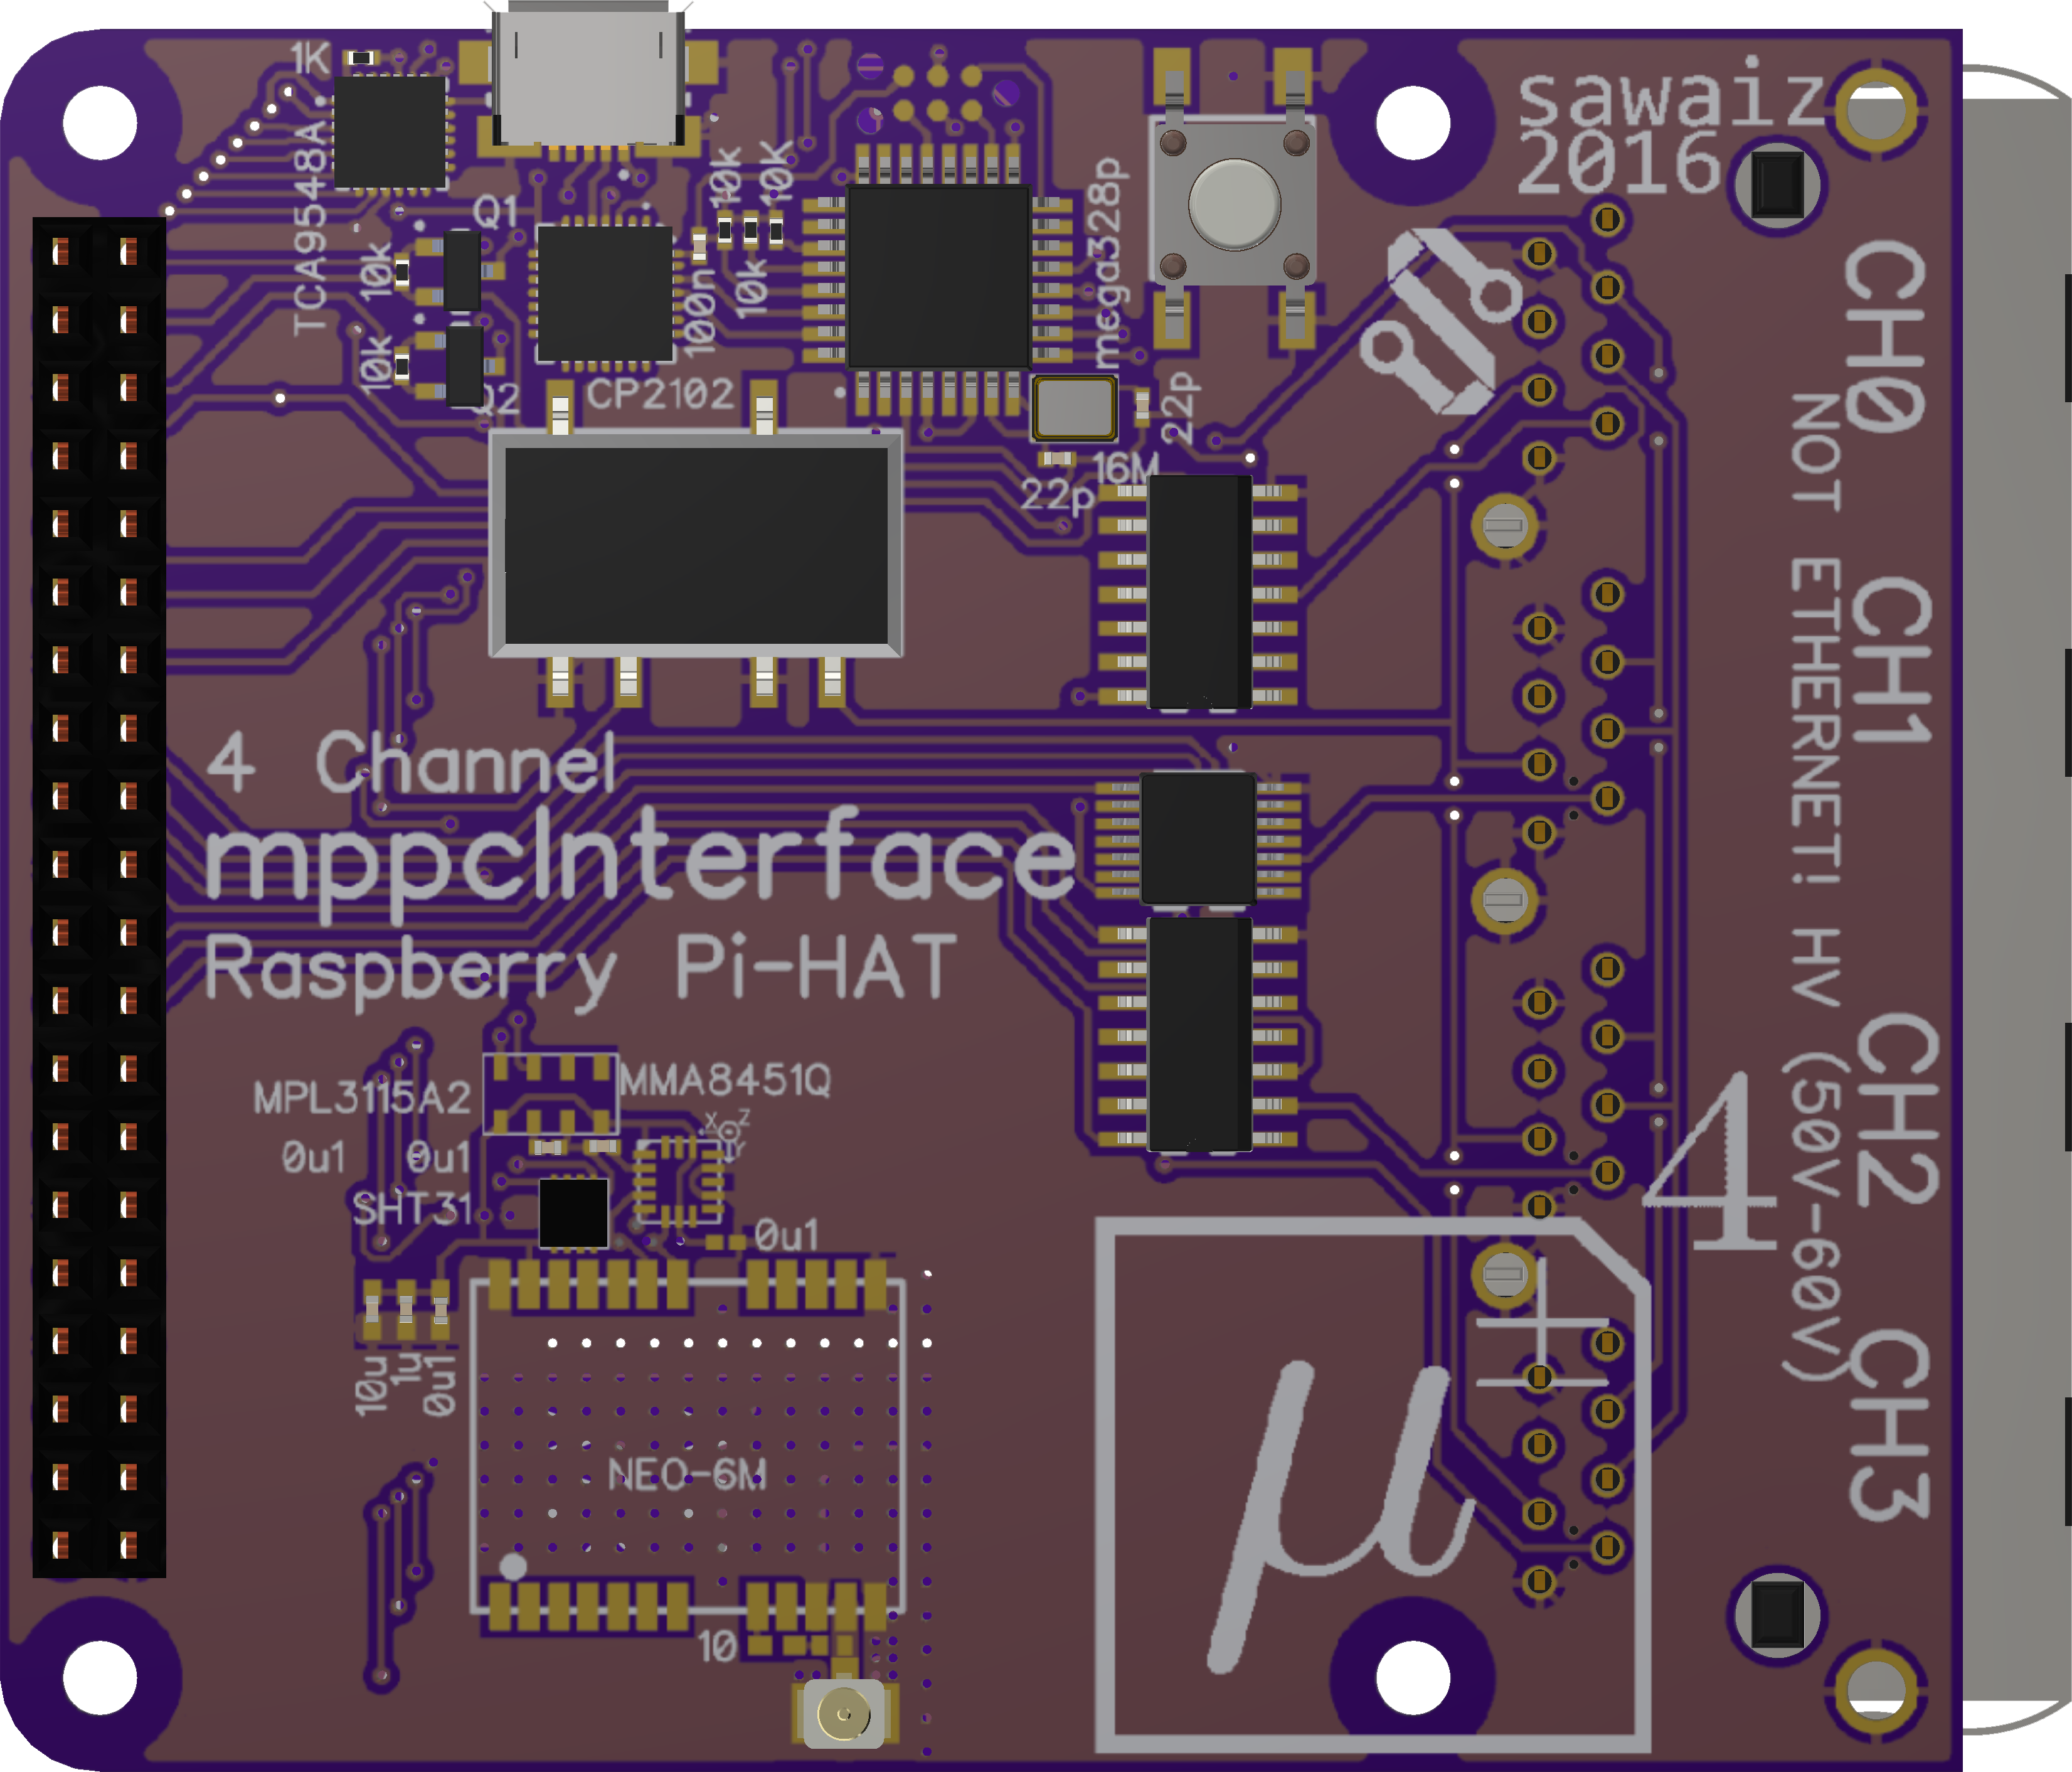 1K
sawaiz
2016
TCA9548A
Q1
10k
10K
10k
100n
mega328p
10k
10k
Q2
CP2102
22p
16M
22p
CH0
CH1
CH2
CH3
NOT ETHERNET! HV (50V-60V)
4 Channel
mppcInterface
Raspberry Pi-HAT
MPL3115A2
MMA8451Q
X
Z
Y
0u1
0u1
SHT31
0u1
10u
1u
0u1
NEO-6M
10
4
μ